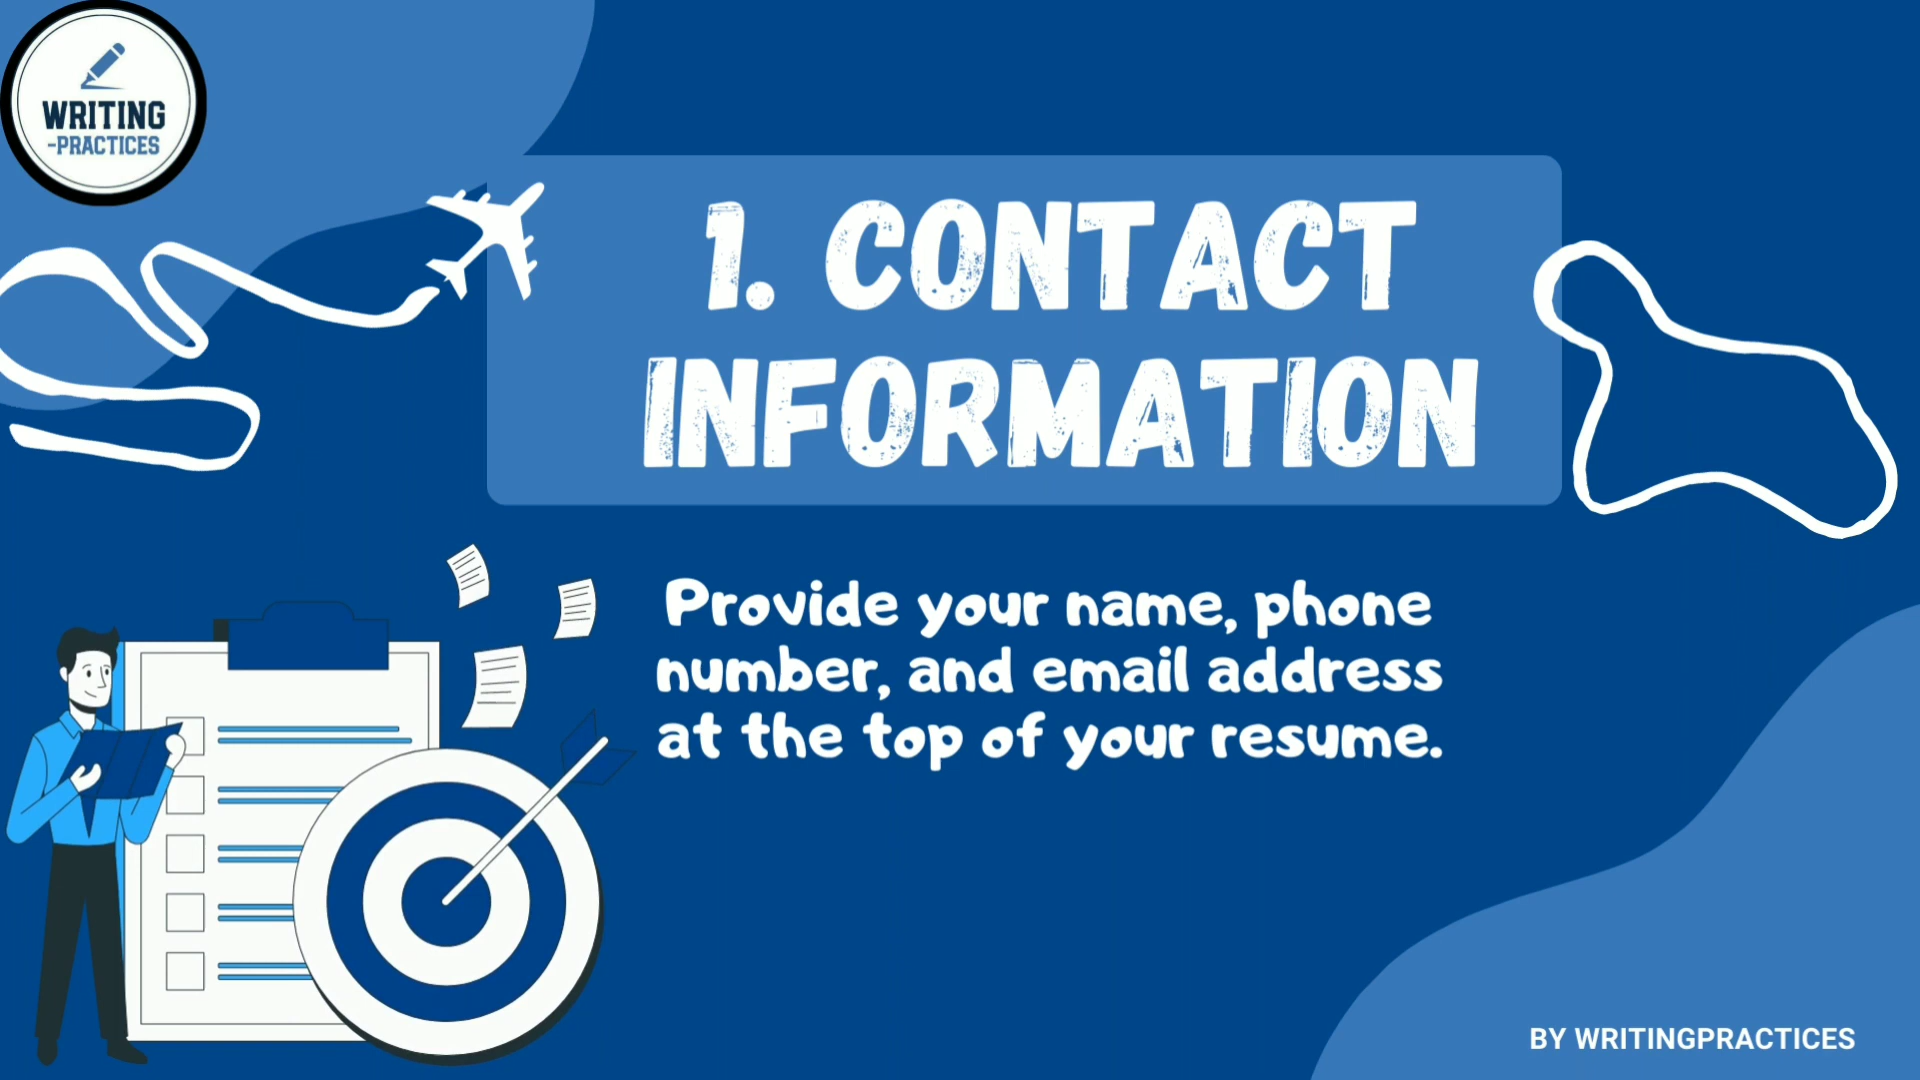 WRITING
-PRACTICES
1. CONTACT
INFORMATION
Provide your name, phone
number, and email address
at the top of your resume.
BY WRITINGPRACTICES